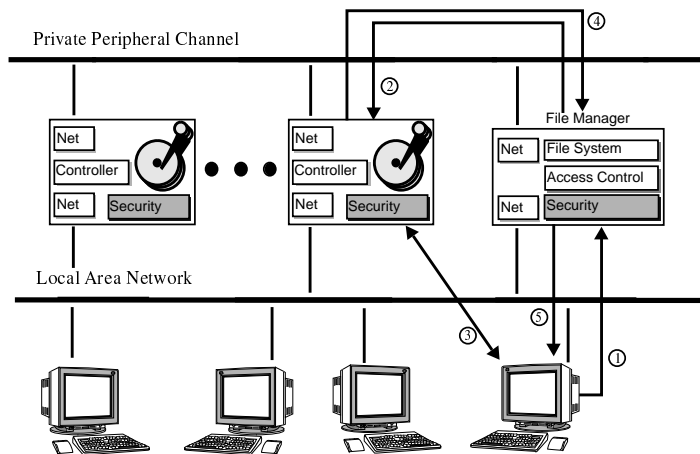 Private Peripheral Channel
④
②
File Manager
Net
Controller
Net
Security
Net
Controller
Net
Security
Net
File System
Access Control
Net
Security
Local Area Network
③
⑤
①